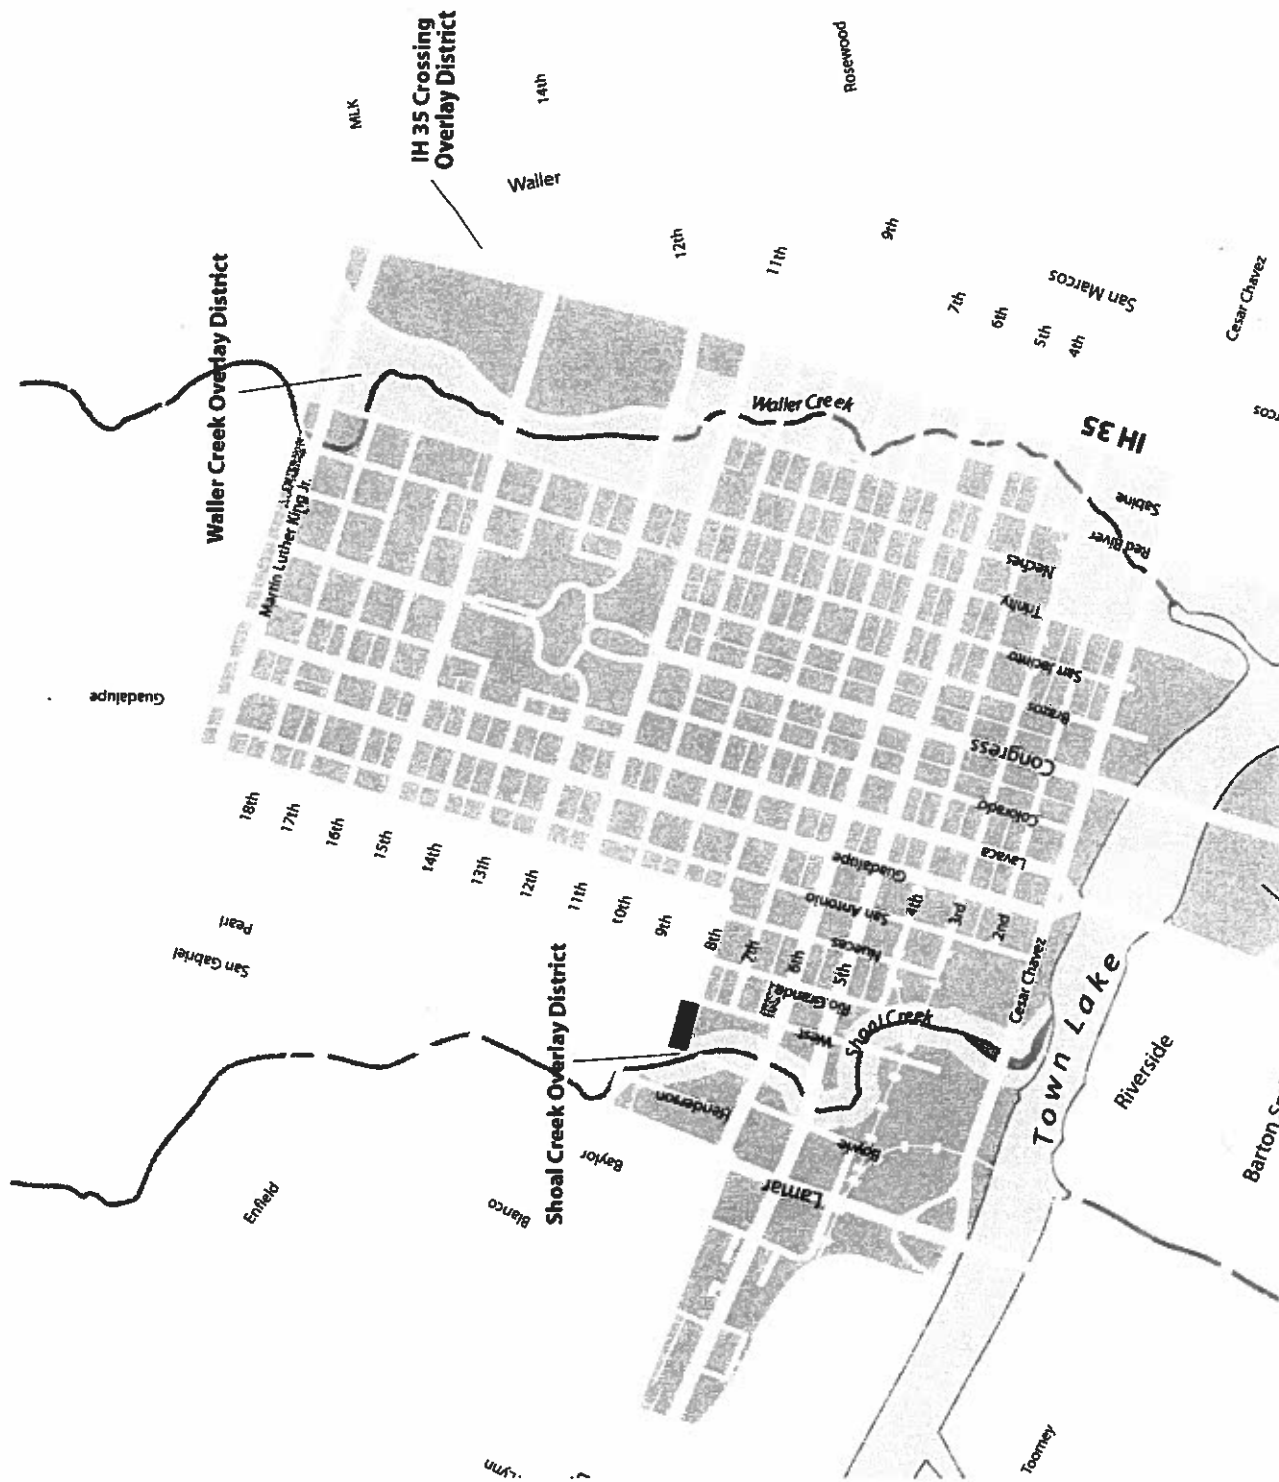 IH 35 Crossing
Overlay District
MLK
14th
Rosewood
Waller
Waller Creek Overlay District
12th
11th
9th
7th
6th
5th
4th
San Marcos
Cesar Chavez
IH 35
Waller Creek
Martin Luther King Jr.
Guadalupe
Sabine
Red River
Neches
Trinity
San Jacinto
Brazos
Congress
Colorado
Lavaca
Guadalupe
San Antonio
Nueces
Rio Grande
West
18th
17th
16th
15th
14th
13th
12th
11th
10th
9th
8th
7th
6th
5th
4th
3rd
2nd
Cesar Chavez
Pearl
San Gabriel
Shoal Creek Overlay District
Shoal Creek
Henderson
Bowie
Baylor
Lamar
Blanco
Enfield
Town Lake
Riverside
Barton
Toomey